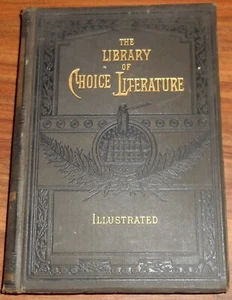 THE
LIBRARY
OF
CHOICE LITERATURE
ILLUSTRATED